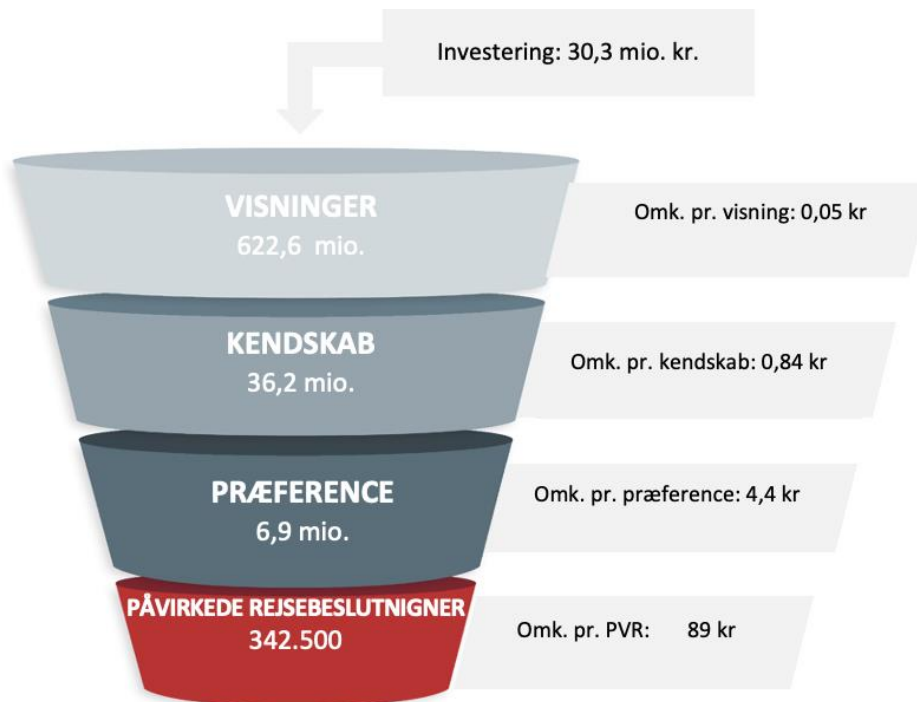 Investering: 30,3 mio. kr.
VISNINGER
622,6 mio.
Omk. pr. visning: 0,05 kr
KENDSKAB
36,2 mio.
Omk. pr. kendskab: 0,84 kr
PRÆFERENCE
6,9 mio.
Omk. pr. præference: 4,4 kr
PÅVIRKEDE REJSEBESLUTNIGNER
342.500
Omk. pr. PVR: 89 kr